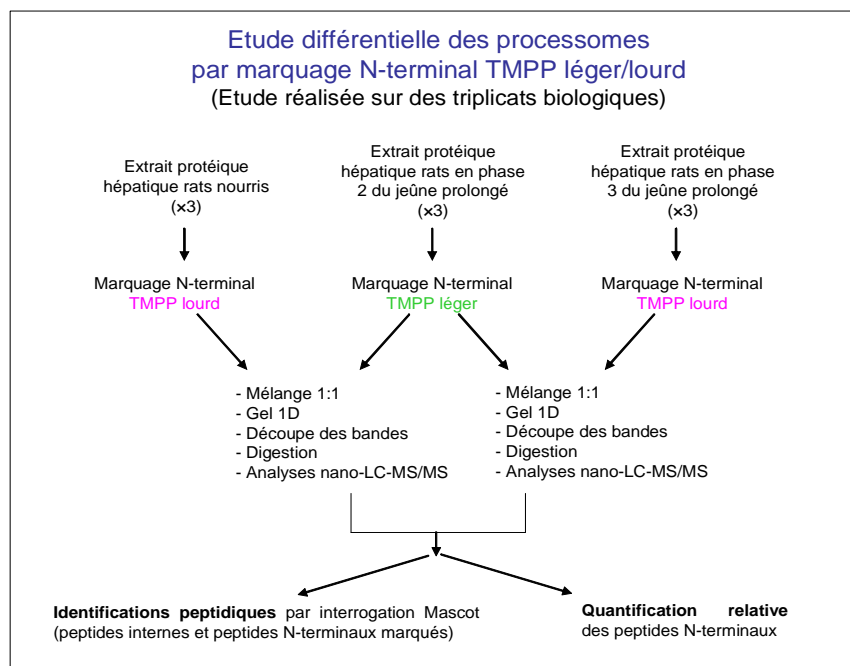 Etude différentielle des processomes
par marquage N-terminal TMPP léger/lourd
(Etude réalisée sur des triplicats biologiques)
Extrait protéique
hépatique rats nourris
(×3)
Extrait protéique
hépatique rats en phase
2 du jeûne prolongé
(×3)
Extrait protéique
hépatique rats en phase
3 du jeûne prolongé
(×3)
Marquage N-terminal
TMPP lourd
Marquage N-terminal
TMPP léger
Marquage N-terminal
TMPP lourd
- Mélange 1:1
- Gel 1D
- Découpe des bandes
- Digestion
- Analyses nano-LC-MS/MS
- Mélange 1:1
- Gel 1D
- Découpe des bandes
- Digestion
- Analyses nano-LC-MS/MS
Identifications peptidiques par interrogation Mascot
(peptides internes et peptides N-terminaux marqués)
Quantification relative
des peptides N-terminaux